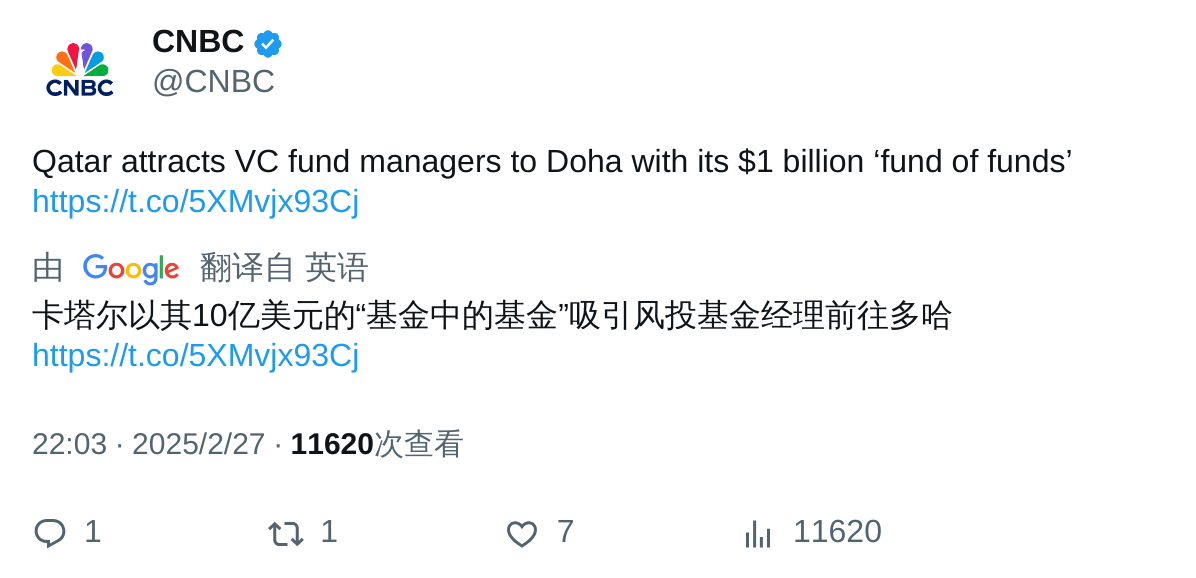 CNBC
CNBC
@CNBC
Qatar attracts VC fund managers to Doha with its $1 billion ‘fund of funds’
https://t.co/5XMvjx93Cj
由 Google 翻译自 英语
卡塔尔以其10亿美元的“基金中的基金”吸引风投基金经理前往多哈
https://t.co/5XMvjx93Cj
22:03 · 2025/2/27 · 11620次查看
1 1 7 11620